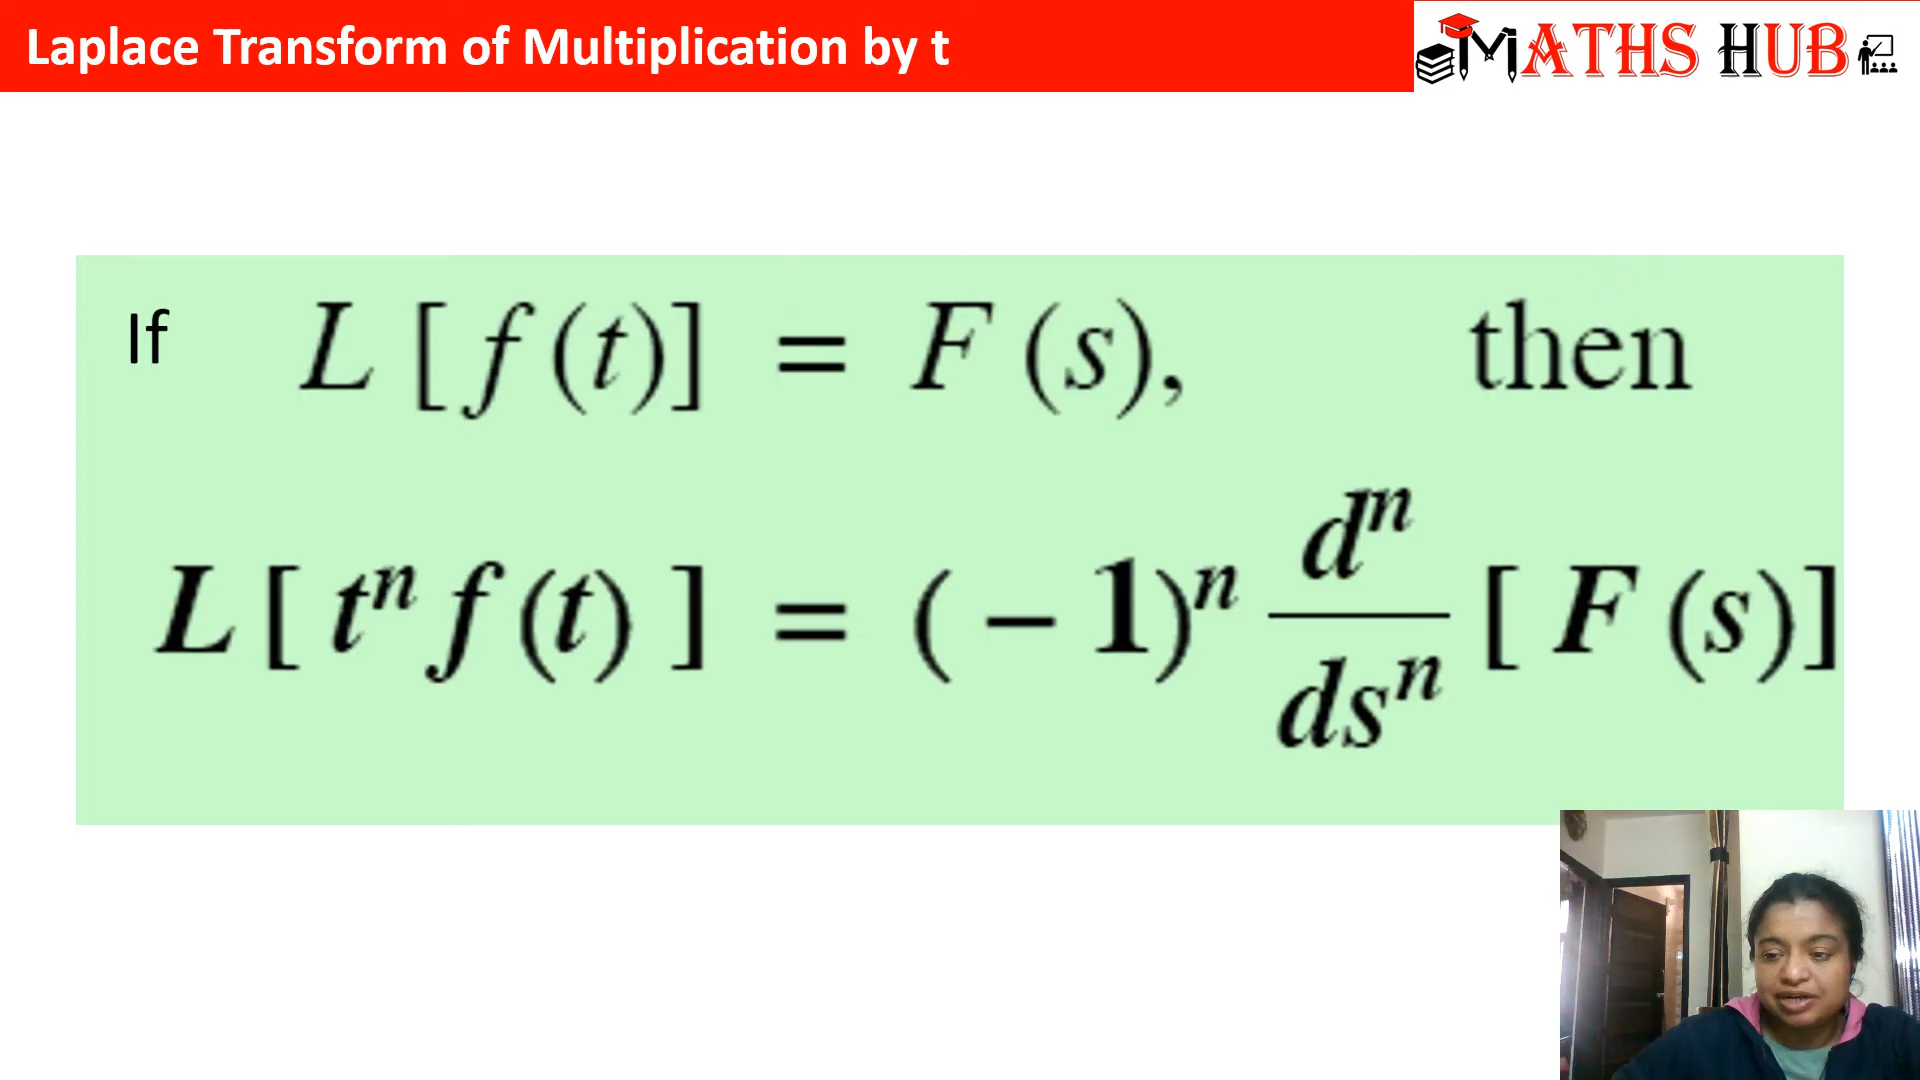 Laplace Transform of Multiplication by t
MATHS HUB
If L [ f (t)] = F (s), then
L [ tⁿ f (t) ] = ( – 1)ⁿ dⁿ/dsⁿ [ F (s)]